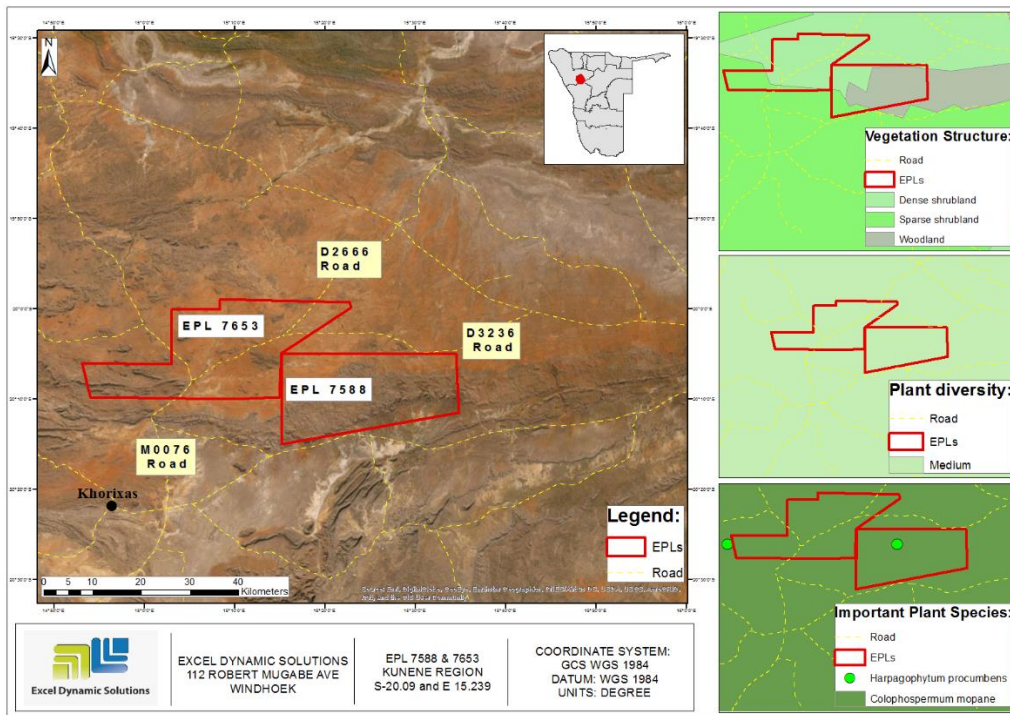 N
D2666
Road
EPL 7653
D3236
Road
EPL 7588
M0076
Road
Khorixas
Legend:
EPLs
Road
0 5 10 20 30 40
Kilometers
Vegetation Structure:
Road
EPLs
Dense shrubland
Sparse shrubland
Woodland
Plant diversity:
Road
EPLs
Medium
Important Plant Species:
Road
EPLs
Harpagophytum procumbens
Colophospermum mopane
Excel Dynamic Solutions
EXCEL DYNAMIC SOLUTIONS
112 ROBERT MUGABE AVE
WINDHOEK
EPL 7588 & 7653
KUNENE REGION
S-20.09 and E 15.239
COORDINATE SYSTEM:
GCS WGS 1984
DATUM: WGS 1984
UNITS: DEGREE